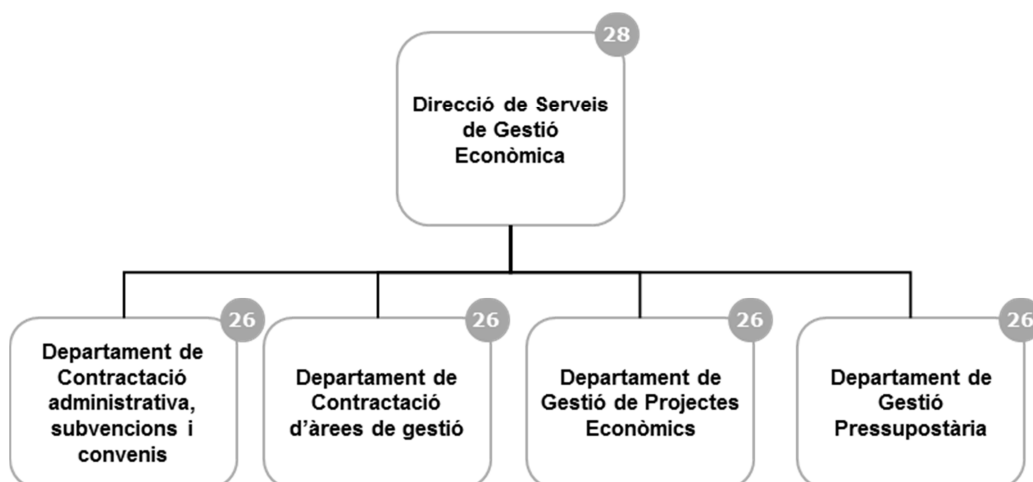 28
Direcció de Serveis
de Gestió
Econòmica
26
Departament de
Contractació
administrativa,
subvencions i
convenis
26
Departament de
Contractació
d'àrees de gestió
26
Departament de
Gestió de Projectes
Econòmics
26
Departament de
Gestió
Pressupostària